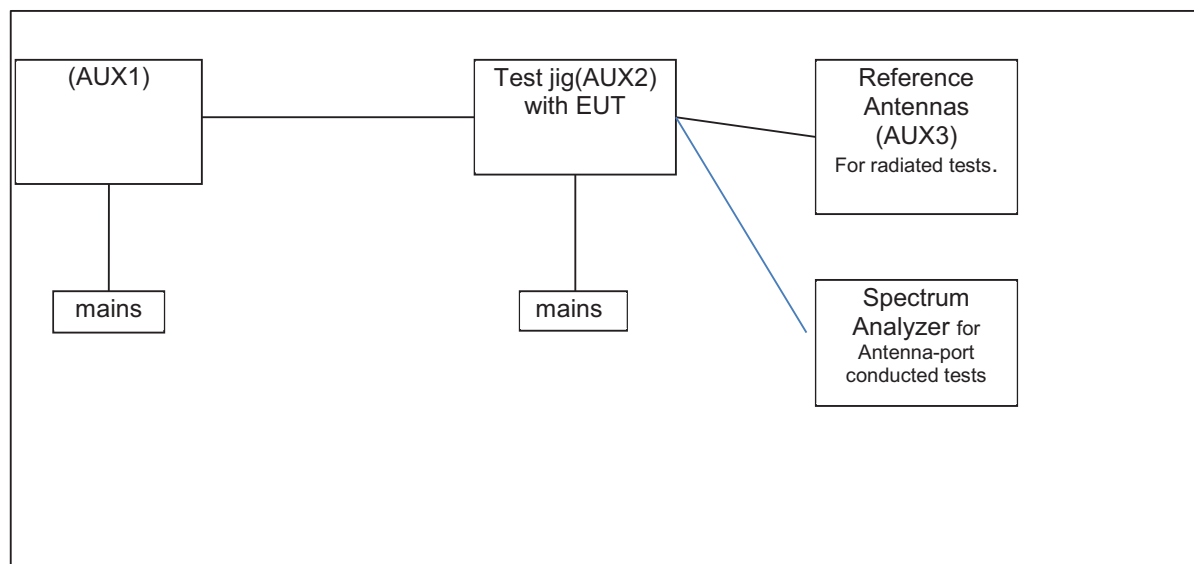 (AUX1)
Test jig(AUX2)
with EUT
Reference
Antennas
(AUX3)
For radiated tests.
mains
mains
Spectrum
Analyzer for
Antenna-port
conducted tests